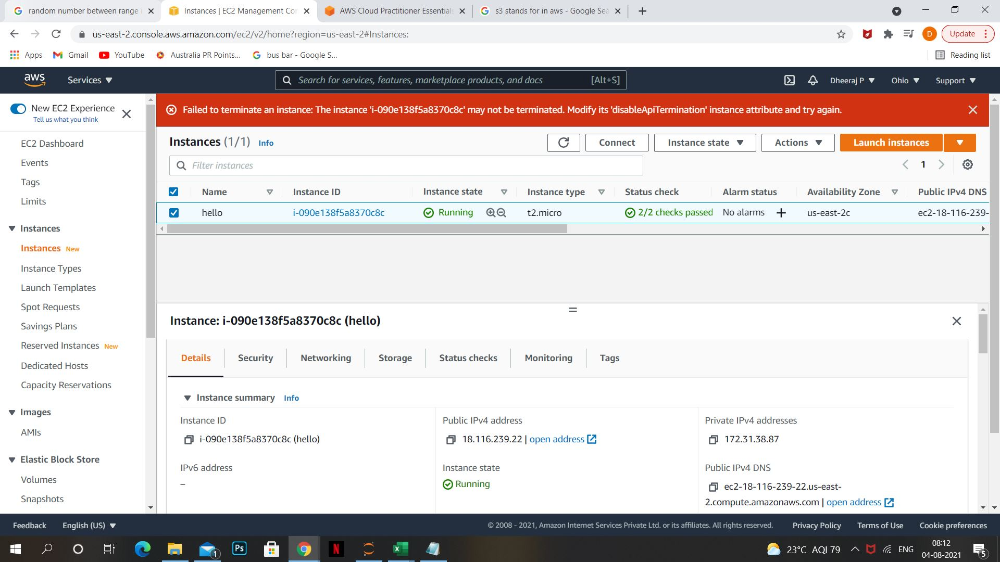 random number between range i
Instances | EC2 Management Con
AWS Cloud Practitioner Essentials
s3 stands for in aws - Google Sea
us-east-2.console.aws.amazon.com/ec2/v2/home?region=us-east-2#Instances:
D
Update
Apps
Gmail
YouTube
Australia PR Points...
bus bar - Google S...
Reading list
aws
Services
Search for services, features, marketplace products, and docs
[Alt+S]
Dheeraj P
Ohio
Support
New EC2 Experience
Tell us what you think
EC2 Dashboard
Events
Tags
Limits
Instances
Instances New
Instance Types
Launch Templates
Spot Requests
Savings Plans
Reserved Instances New
Dedicated Hosts
Capacity Reservations
Images
AMIs
Elastic Block Store
Volumes
Snapshots
Failed to terminate an instance: The instance 'i-090e138f5a8370c8c' may not be terminated. Modify its 'disableApiTermination' instance attribute and try again.
Instances (1/1) Info
Connect
Instance state
Actions
Launch instances
Filter instances
1
Name
Instance ID
Instance state
Instance type
Status check
Alarm status
Availability Zone
Public IPv4 DNS
hello
i-090e138f5a8370c8c
Running
t2.micro
2/2 checks passed
No alarms
us-east-2c
ec2-18-116-239-
Instance: i-090e138f5a8370c8c (hello)
Details
Security
Networking
Storage
Status checks
Monitoring
Tags
Instance summary Info
Instance ID
i-090e138f5a8370c8c (hello)
Public IPv4 address
18.116.239.22 | open address
Private IPv4 addresses
172.31.38.87
IPv6 address
–
Instance state
Running
Public IPv4 DNS
ec2-18-116-239-22.us-east-
2.compute.amazonaws.com | open address
Feedback
English (US)
© 2008 - 2021, Amazon Internet Services Private Ltd. or its affiliates. All rights reserved.
Privacy Policy
Terms of Use
Cookie preferences
1
Ps
N
23°C AQI 79
ENG
08:12
04-08-2021
5